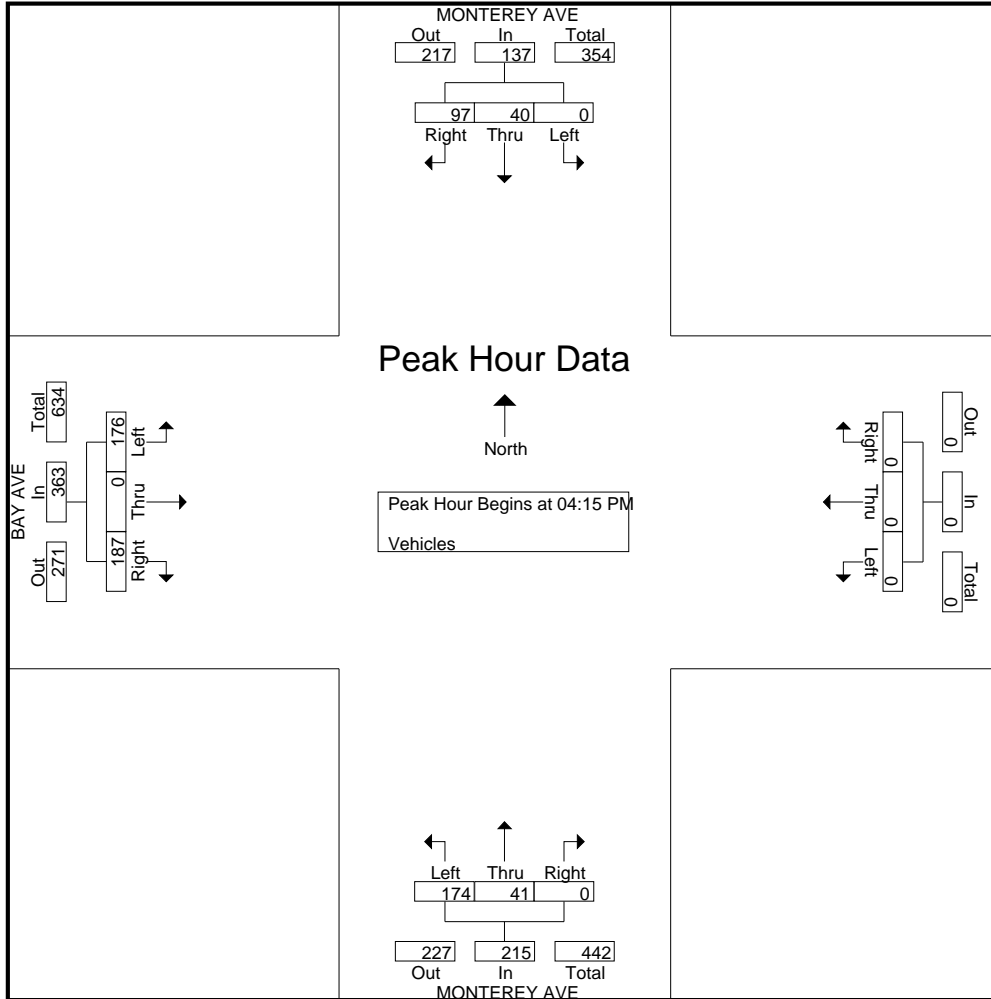 MONTEREY AVE
Out In Total
217 137 354
97 40 0
Right Thru Left
Peak Hour Data
North
Peak Hour Begins at 04:15 PM
Vehicles
BAY AVE
Out In Total
271 363 634
Right Thru Left
187 0 176
Out In Total
0 0 0
Right Thru Left
0 0 0
Left Thru Right
174 41 0
227 215 442
Out In Total
MONTEREY AVE